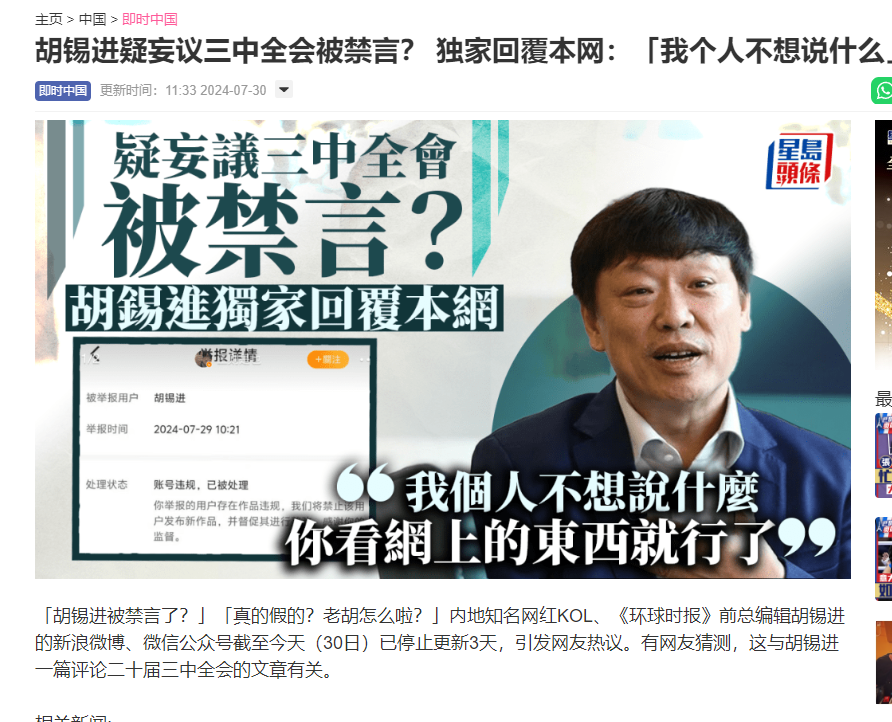 主页 > 中国 > 即时中国
胡锡进疑妄议三中全会被禁言？ 独家回覆本网：「我个人不想说什么」
即时中国 更新时间：11:33 2024-07-30
疑妄議三中全會
被禁言？
星島
頭條
胡錫進獨家回覆本網
举报详情
+關注
被举报用户 胡锡进
举报时间 2024-07-29 10:21
处理状态 账号违规，已被处理
你举报的用户存在作品违规，我们将禁止该用
户发布新作品，并督促其进行
监督。
“我個人不想說什麼
你看網上的東西就行了”
「胡锡进被禁言了？」「真的假的？老胡怎么啦？」内地知名网红KOL、《环球时报》前总编辑胡锡进
的新浪微博、微信公众号截至今天（30日）已停止更新3天，引发网友热议。有网友猜测，这与胡锡进
一篇评论二十届三中全会的文章有关。
相关新闻:
最